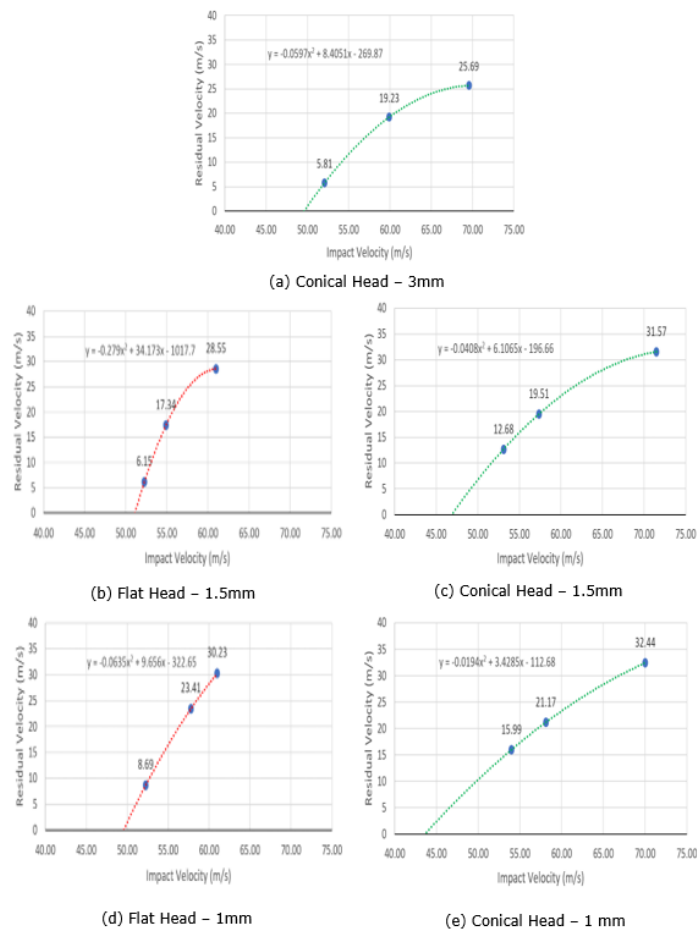 Residual Velocity (m/s)
40
35
30
25
20
15
10
5
0
y = -0.0597x² + 8.4051x - 269.87
5.81
19.23
25.69
40.00 45.00 50.00 55.00 60.00 65.00 70.00 75.00
Impact Velocity (m/s)
(a) Conical Head – 3mm
Residual Velocity (m/s)
40
35
30
25
20
15
10
5
0
y = -0.279x² + 34.173x - 1017.7
6.15
17.34
28.55
40.00 45.00 50.00 55.00 60.00 65.00 70.00 75.00
Impact Velocity (m/s)
(b) Flat Head – 1.5mm
Residual Velocity (m/s)
40
35
30
25
20
15
10
5
0
y = -0.0408x² + 6.1065x - 196.66
12.68
19.51
31.57
40.00 45.00 50.00 55.00 60.00 65.00 70.00 75.00
Impact Velocity (m/s)
(c) Conical Head – 1.5mm
Residual Velocity (m/s)
40
35
30
25
20
15
10
5
0
y = -0.0635x² + 9.656x - 322.65
8.69
23.41
30.23
40.00 45.00 50.00 55.00 60.00 65.00 70.00 75.00
Impact Velocity (m/s)
(d) Flat Head – 1mm
Residual Velocity (m/s)
40
35
30
25
20
15
10
5
0
y = -0.0194x² + 3.4285x - 112.68
15.99
21.17
32.44
40.00 45.00 50.00 55.00 60.00 65.00 70.00 75.00
Impact Velocity (m/s)
(e) Conical Head – 1 mm